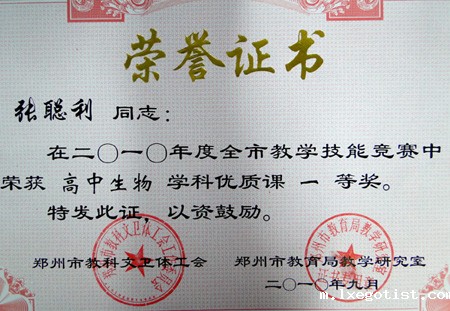 荣誉证书
张聪利 同志：
在二〇一〇年度全市教学技能竞赛中
荣获 高中生物 学科优质课 一 等奖。
特发此证，以资鼓励。
郑州市教科文卫体工会 郑州市教育局教学研究室
二〇一〇年九月
m.lxegotist.com